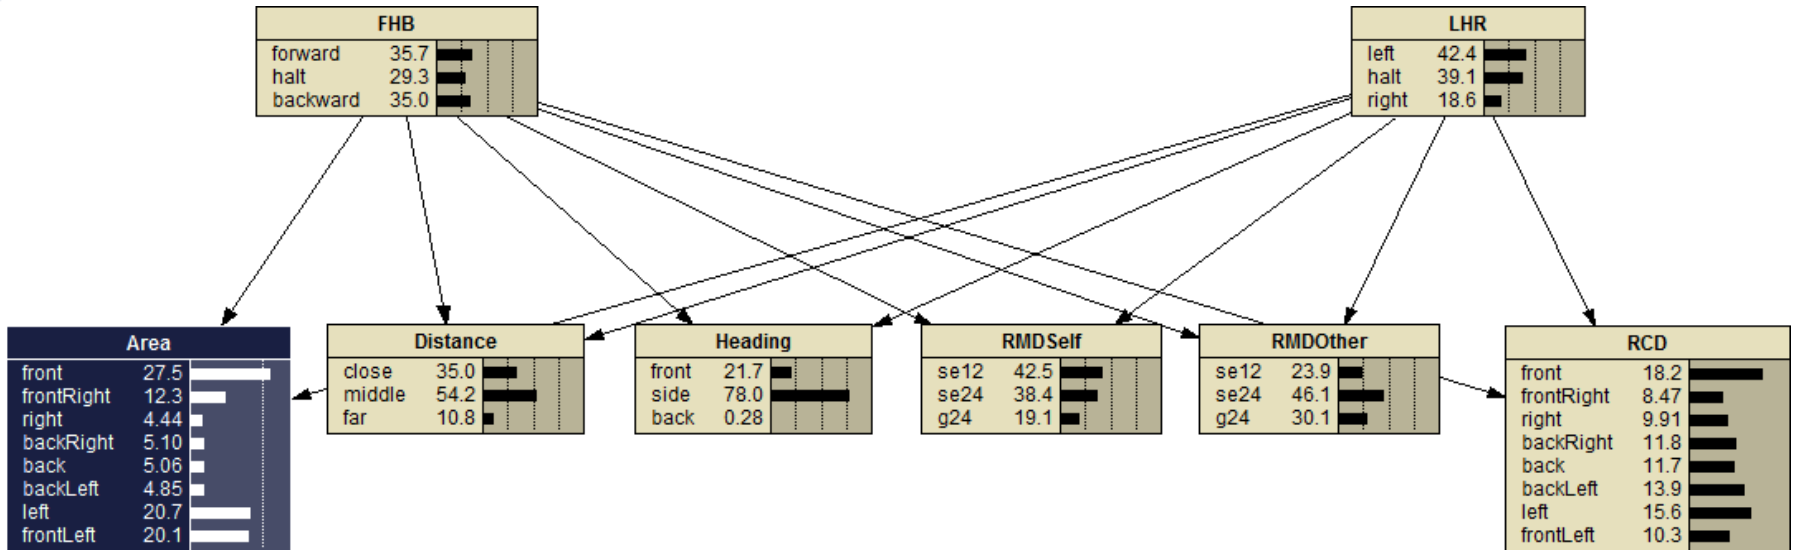 FHB
forward 35.7
halt 29.3
backward 35.0
LHR
left 42.4
halt 39.1
right 18.6
Area
front 27.5
frontRight 12.3
right 4.44
backRight 5.10
back 5.06
backLeft 4.85
left 20.7
frontLeft 20.1
Distance
close 35.0
middle 54.2
far 10.8
Heading
front 21.7
side 78.0
back 0.28
RMDSelf
se12 42.5
se24 38.4
g24 19.1
RMDOther
se12 23.9
se24 46.1
g24 30.1
RCD
front 18.2
frontRight 8.47
right 9.91
backRight 11.8
back 11.7
backLeft 13.9
left 15.6
frontLeft 10.3